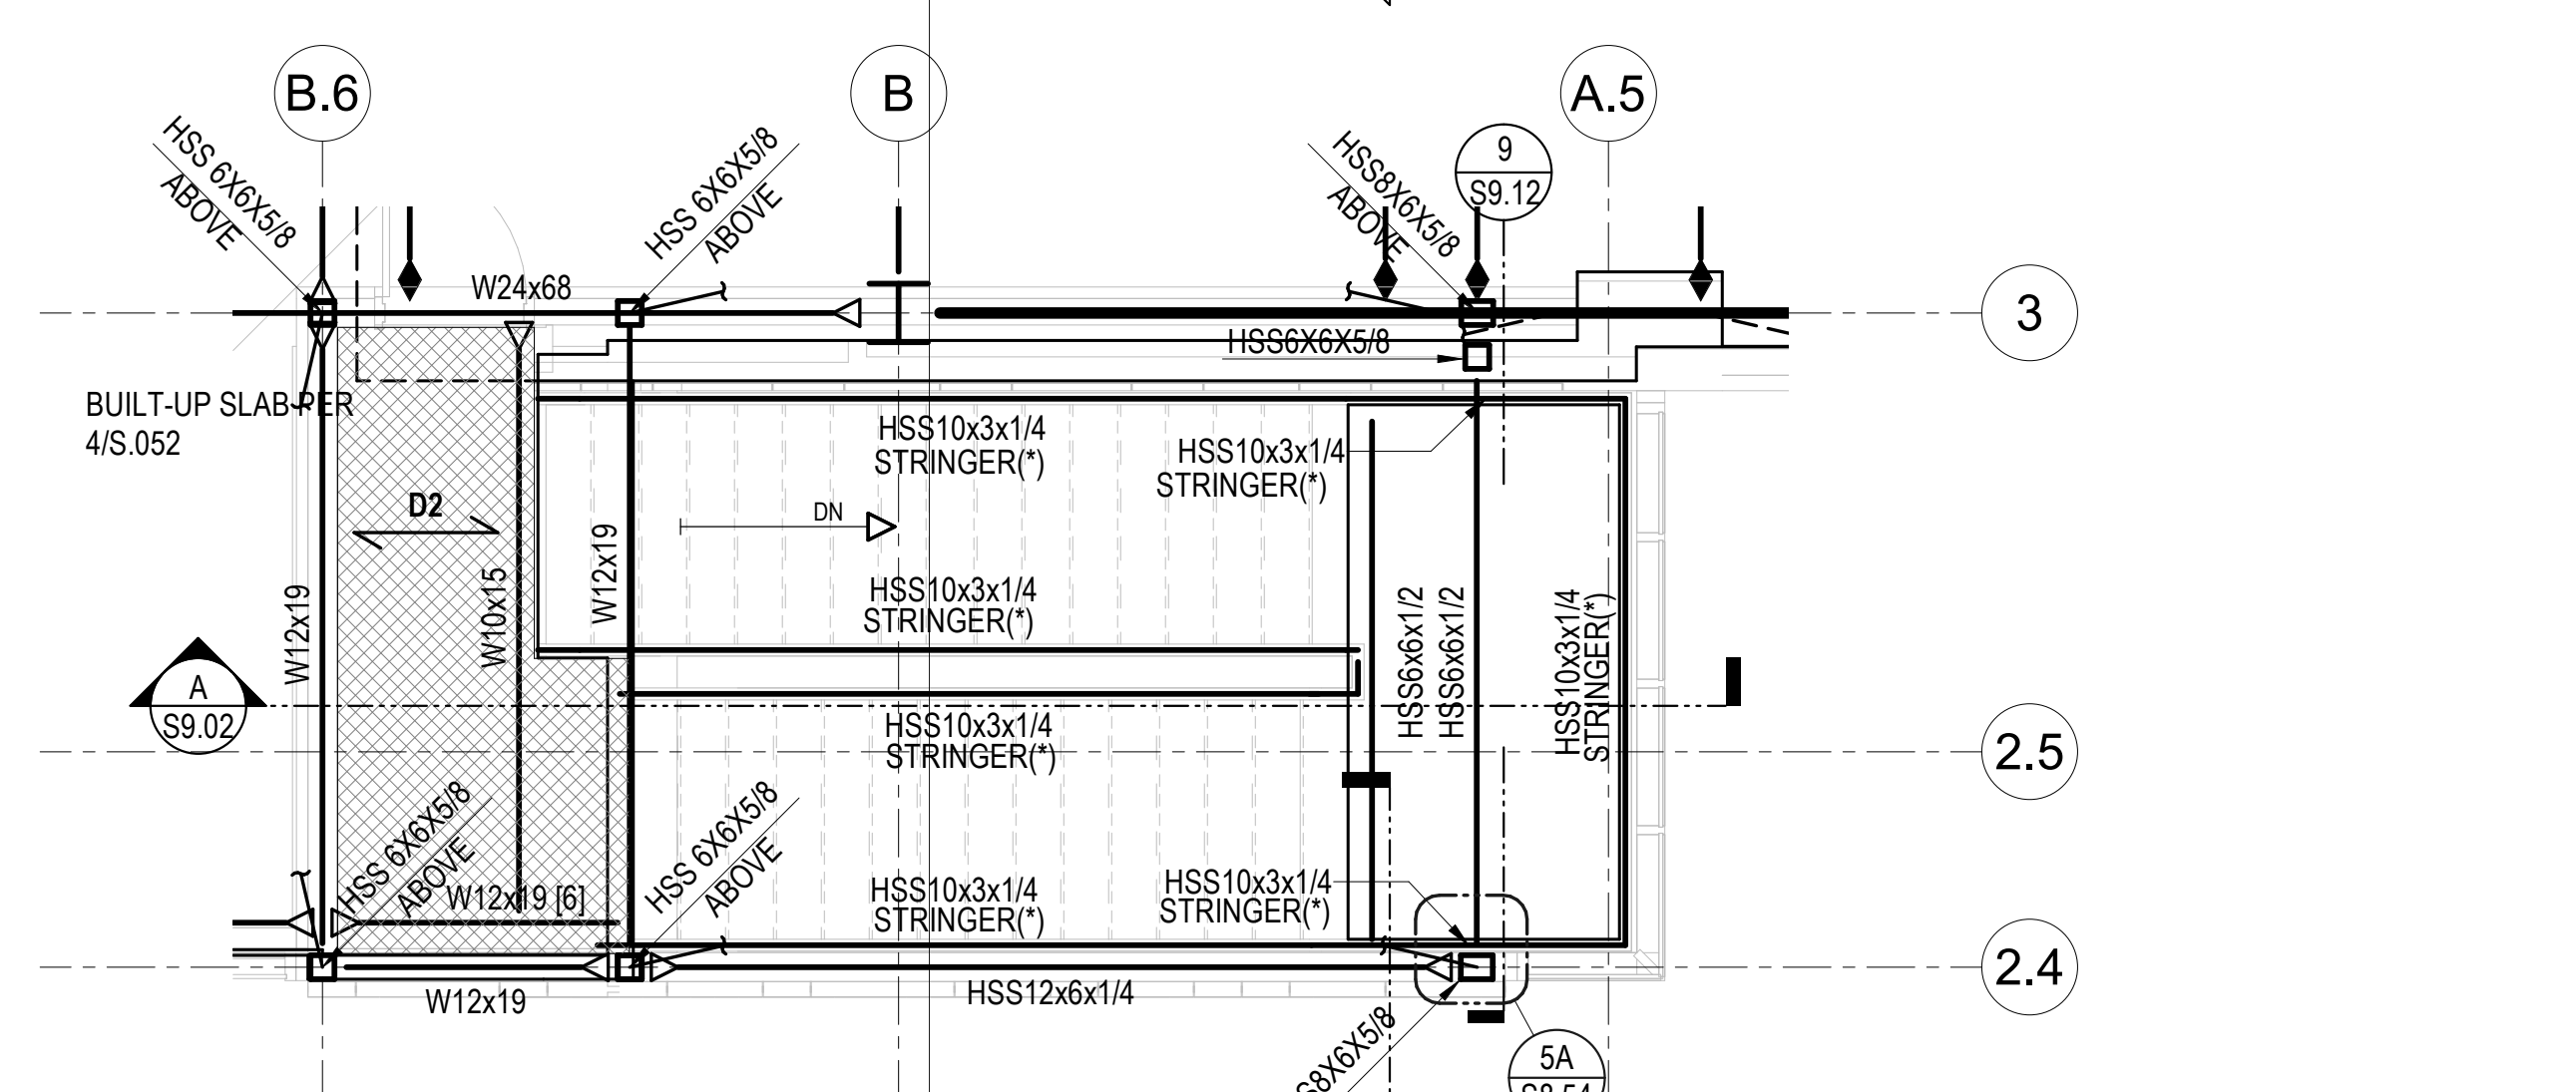 B.6
B
A.5
HSS 6X6X5/8
ABOVE
HSS 6X6X5/8
ABOVE
HSS8X6X5/8
ABOVE
9
S9.12
W24x68
3
HSS6X6X5/8
BUILT-UP SLAB PER
4/S.052
HSS10x3x1/4
STRINGER(*)
HSS10x3x1/4
STRINGER(*)
D2
DN
W12x19
W10x15
W12x19
HSS10x3x1/4
STRINGER(*)
HSS6x6x1/2
HSS6x6x1/2
HSS10x3x1/4
STRINGER(*)
A
S9.02
HSS10x3x1/4
STRINGER(*)
2.5
HSS 6X6X5/8
ABOVE
HSS 6X6X5/8
ABOVE
W12x19 [6]
HSS10x3x1/4
STRINGER(*)
HSS10x3x1/4
STRINGER(*)
2.4
W12x19
HSS12x6x1/4
S8X6X5/8
5A